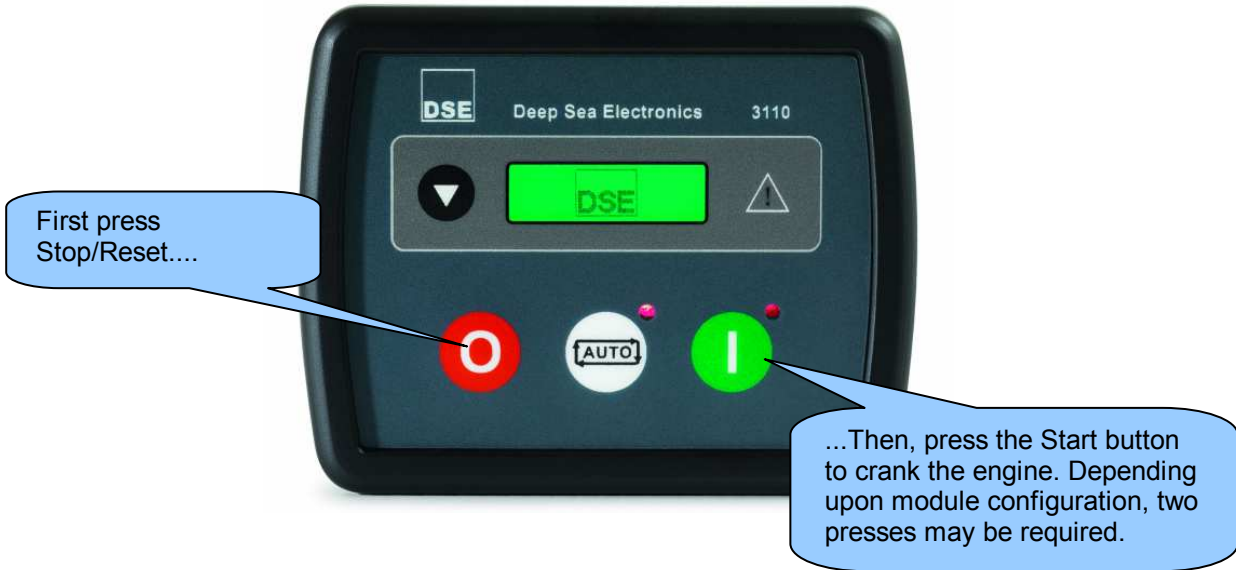 DSE
Deep Sea Electronics
3110
DSE
First press
Stop/Reset....
O
AUTO
I
...Then, press the Start button
to crank the engine. Depending
upon module configuration, two
presses may be required.